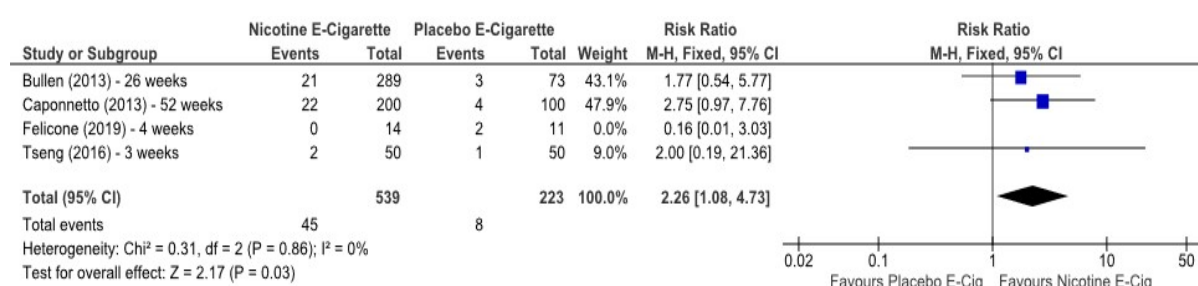 Nicotine E-Cigarette Placebo E-Cigarette Risk Ratio Risk Ratio
Study or Subgroup Events Total Events Total Weight M-H, Fixed, 95% CI M-H, Fixed, 95% CI
Bullen (2013) - 26 weeks 21 289 3 73 43.1% 1.77 [0.54, 5.77]
Caponnetto (2013) - 52 weeks 22 200 4 100 47.9% 2.75 [0.97, 7.76]
Felicone (2019) - 4 weeks 0 14 2 11 0.0% 0.16 [0.01, 3.03]
Tseng (2016) - 3 weeks 2 50 1 50 9.0% 2.00 [0.19, 21.36]
Total (95% CI) 539 223 100.0% 2.26 [1.08, 4.73]
Total events 45 8
Heterogeneity: Chi² = 0.31, df = 2 (P = 0.86); I² = 0%
Test for overall effect: Z = 2.17 (P = 0.03)
0.02 0.1 1 10 50
Favours Placebo E-Cig Favours Nicotine E-Cig